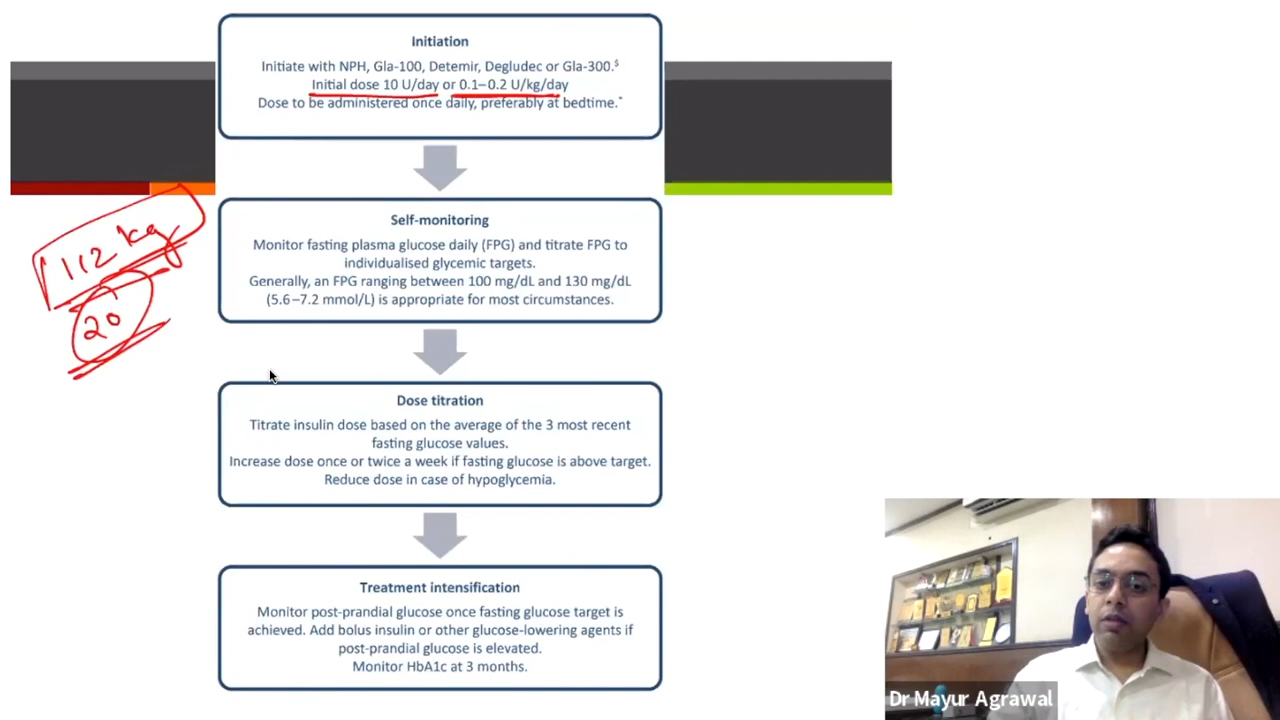 Initiation
Initiate with NPH, Gla-100, Detemir, Degludec or Gla-300.$
Initial dose 10 U/day or 0.1–0.2 U/kg/day
Dose to be administered once daily, preferably at bedtime.*
112 kg
20
Self-monitoring
Monitor fasting plasma glucose daily (FPG) and titrate FPG to
individualised glycemic targets.
Generally, an FPG ranging between 100 mg/dL and 130 mg/dL
(5.6–7.2 mmol/L) is appropriate for most circumstances.
Dose titration
Titrate insulin dose based on the average of the 3 most recent
fasting glucose values.
Increase dose once or twice a week if fasting glucose is above target.
Reduce dose in case of hypoglycemia.
Treatment intensification
Monitor post-prandial glucose once fasting glucose target is
achieved. Add bolus insulin or other glucose-lowering agents if
post-prandial glucose is elevated.
Monitor HbA1c at 3 months.
Dr Mayur Agrawal